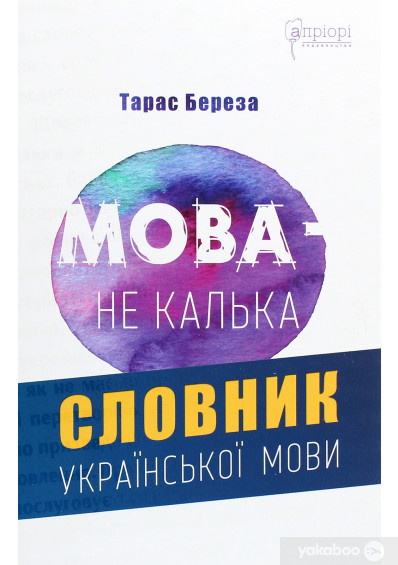 апріорі
видавництво
Тарас Береза
МОВА-
НЕ КАЛЬКА
СЛОВНИК
УКРАЇНСЬКОЇ МОВИ
yakaboo